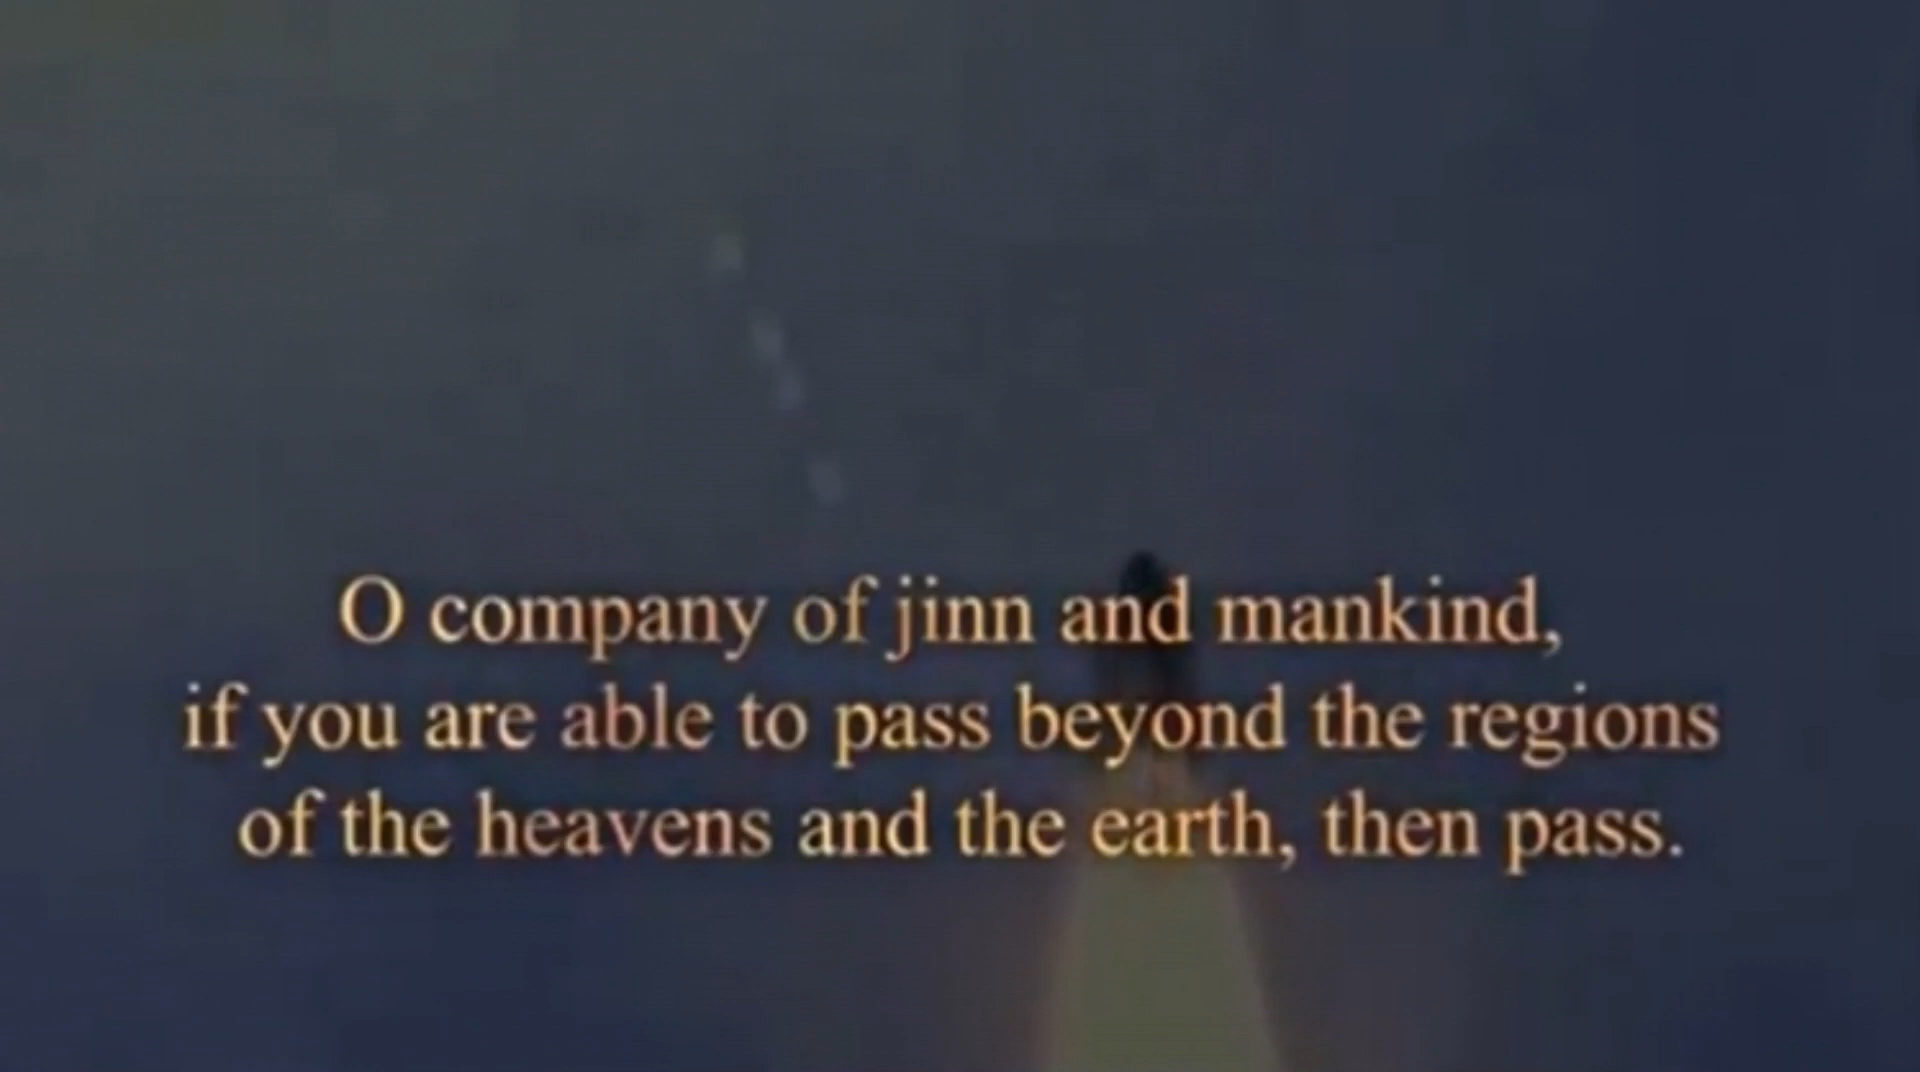 O company of jinn and mankind,
if you are able to pass beyond the regions
of the heavens and the earth, then pass.